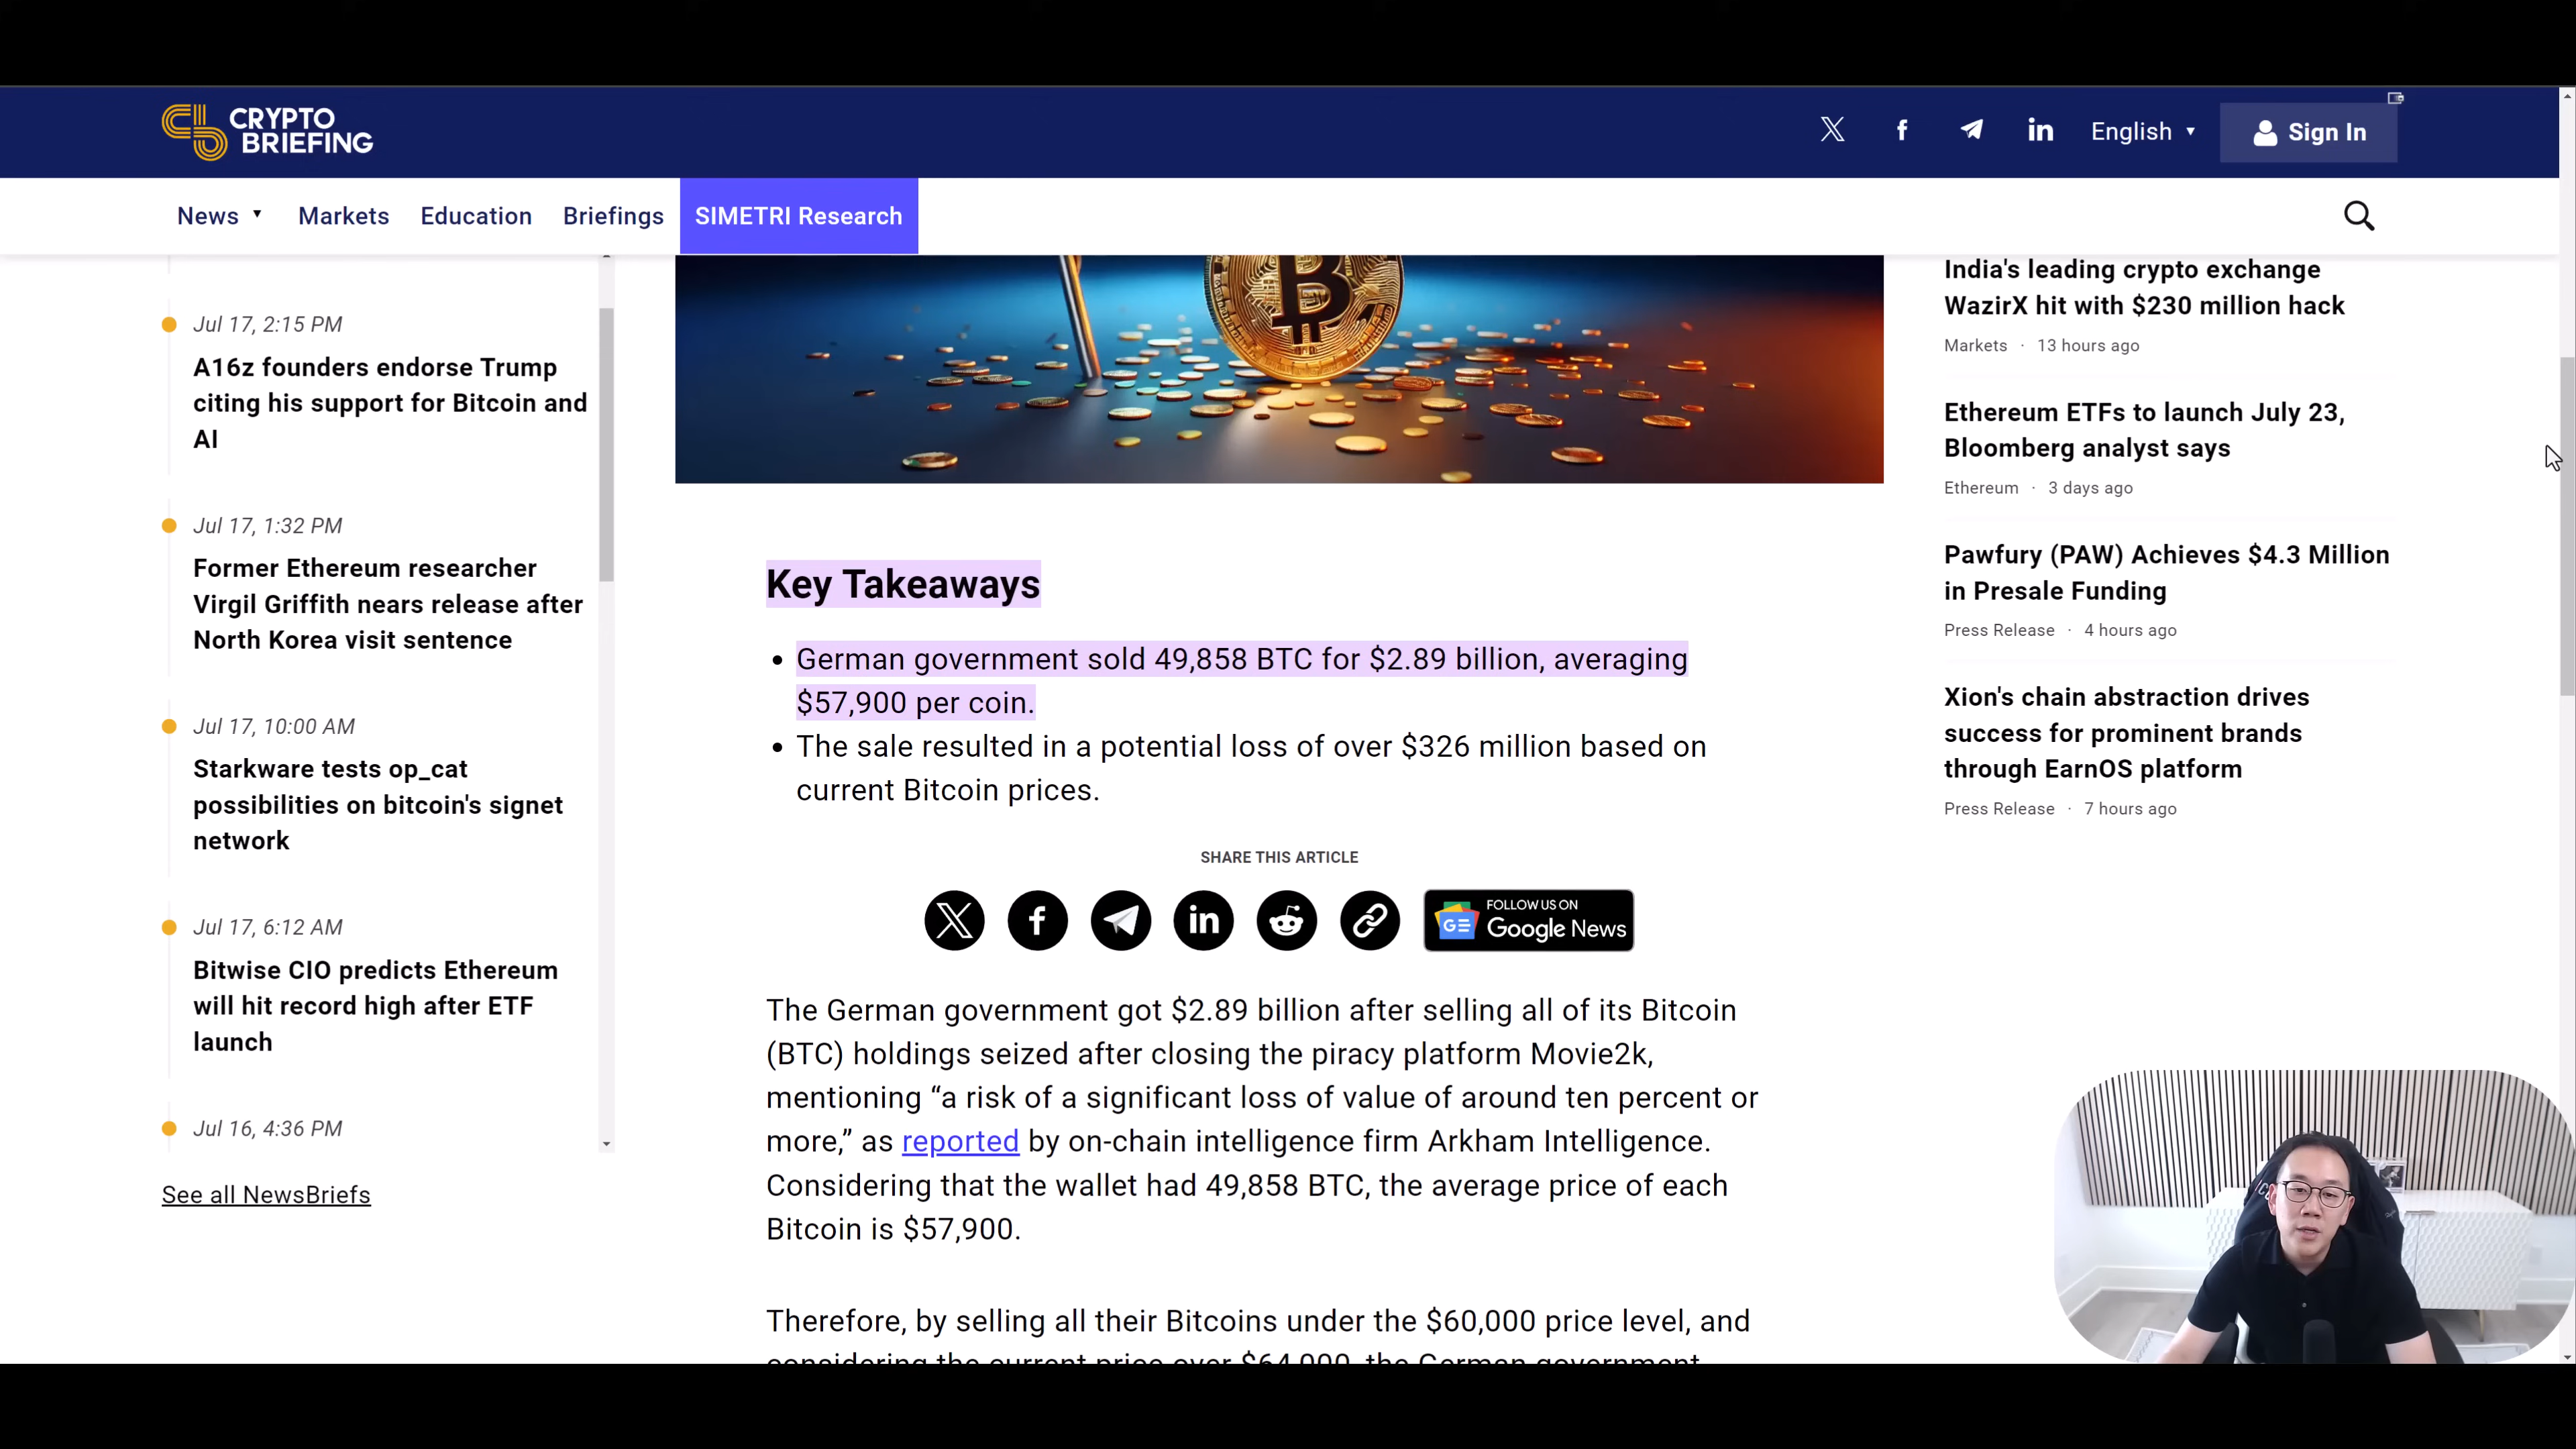 CRYPTO
BRIEFING
English
Sign In
News
Markets
Education
Briefings
SIMETRI Research
Jul 17, 2:15 PM
A16z founders endorse Trump
citing his support for Bitcoin and
AI
Jul 17, 1:32 PM
Former Ethereum researcher
Virgil Griffith nears release after
North Korea visit sentence
Jul 17, 10:00 AM
Starkware tests op_cat
possibilities on bitcoin's signet
network
Jul 17, 6:12 AM
Bitwise CIO predicts Ethereum
will hit record high after ETF
launch
Jul 16, 4:36 PM
See all NewsBriefs
Key Takeaways
• German government sold 49,858 BTC for $2.89 billion, averaging
$57,900 per coin.
• The sale resulted in a potential loss of over $326 million based on
current Bitcoin prices.
SHARE THIS ARTICLE
FOLLOW US ON
Google News
The German government got $2.89 billion after selling all of its Bitcoin
(BTC) holdings seized after closing the piracy platform Movie2k,
mentioning “a risk of a significant loss of value of around ten percent or
more,” as reported by on-chain intelligence firm Arkham Intelligence.
Considering that the wallet had 49,858 BTC, the average price of each
Bitcoin is $57,900.
Therefore, by selling all their Bitcoins under the $60,000 price level, and
considering the current price over $64,000, the German government
India's leading crypto exchange
WazirX hit with $230 million hack
Markets · 13 hours ago
Ethereum ETFs to launch July 23,
Bloomberg analyst says
Ethereum · 3 days ago
Pawfury (PAW) Achieves $4.3 Million
in Presale Funding
Press Release · 4 hours ago
Xion's chain abstraction drives
success for prominent brands
through EarnOS platform
Press Release · 7 hours ago